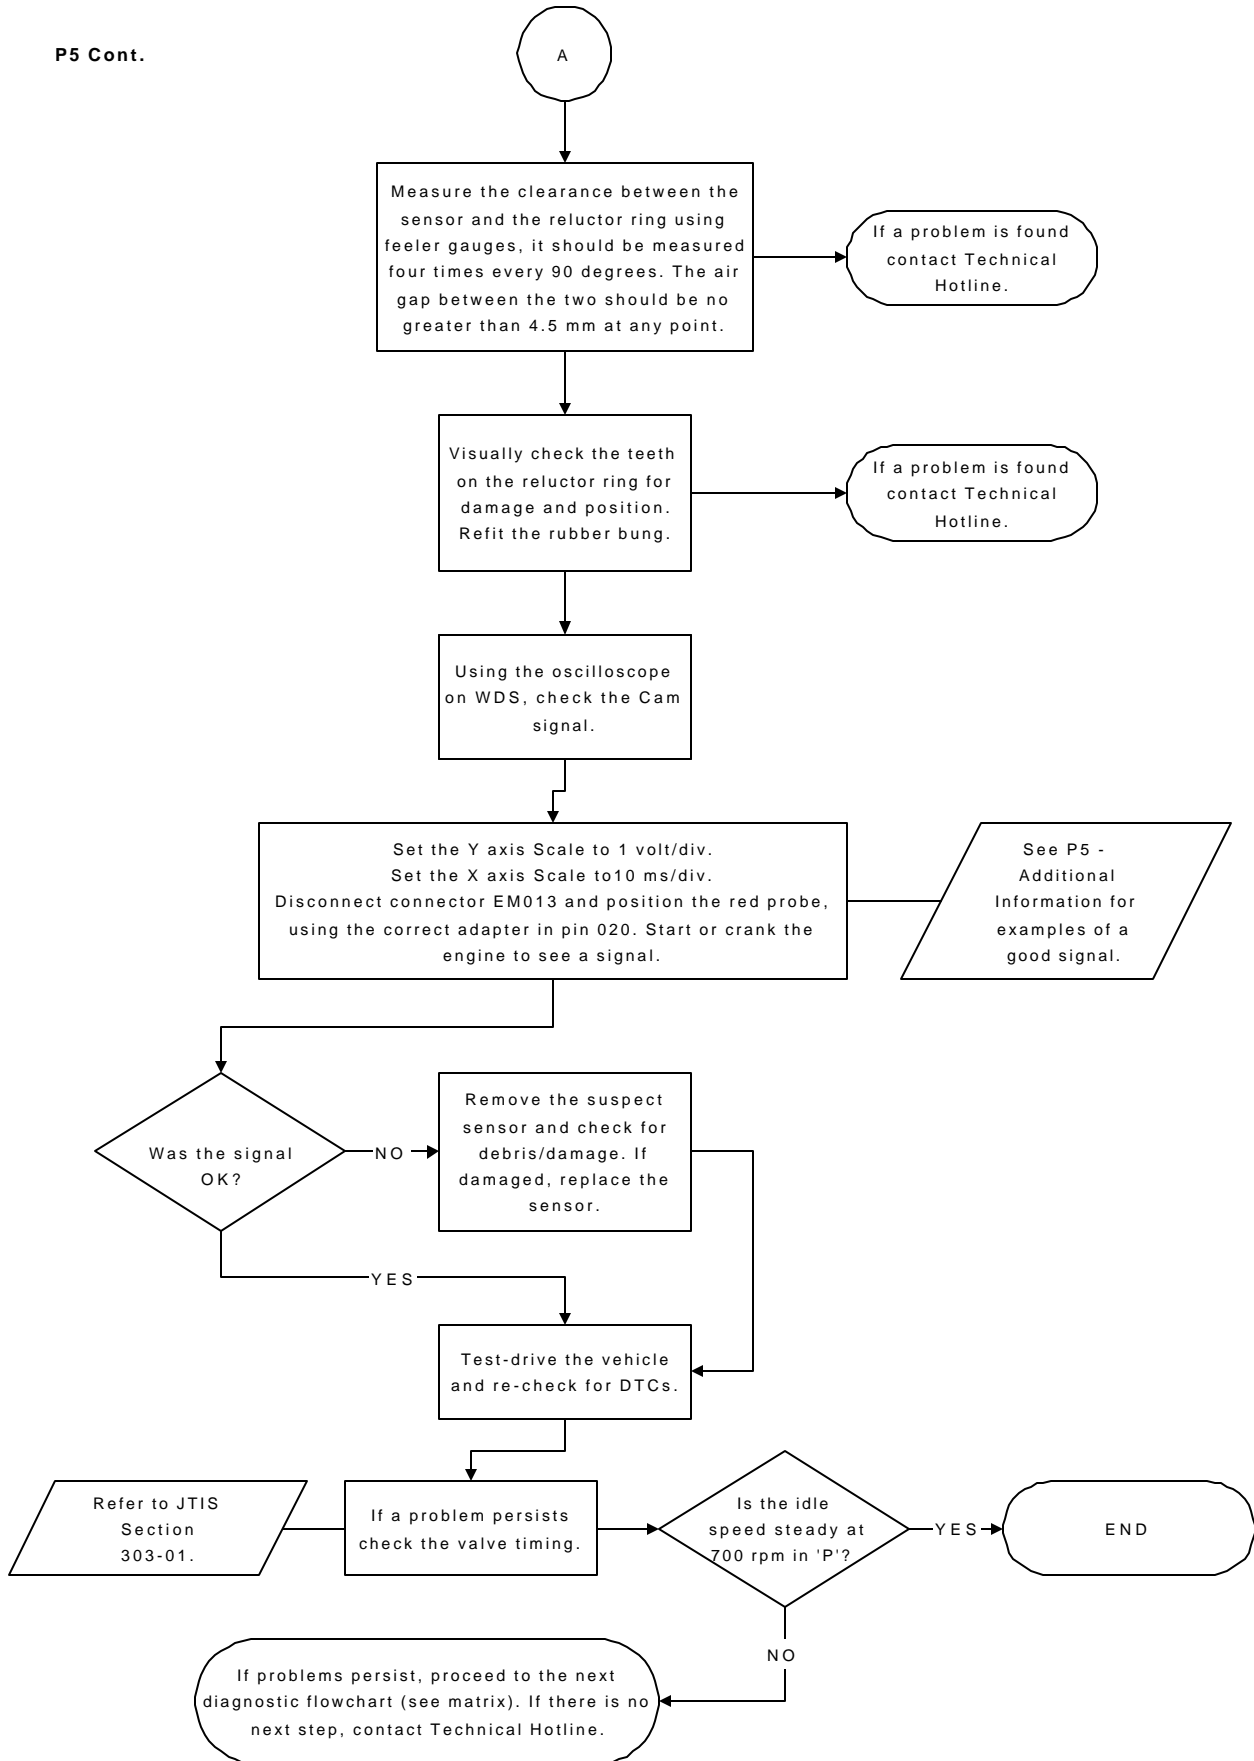 P5 Cont.
A
Measure the clearance between the
sensor and the reluctor ring using
feeler gauges, it should be measured
four times every 90 degrees. The air
gap between the two should be no
greater than 4.5 mm at any point.
If a problem is found
contact Technical
Hotline.
Visually check the teeth
on the reluctor ring for
damage and position.
Refit the rubber bung.
If a problem is found
contact Technical
Hotline.
Using the oscilloscope
on WDS, check the Cam
signal.
Set the Y axis Scale to 1 volt/div.
Set the X axis Scale to10 ms/div.
Disconnect connector EM013 and position the red probe,
using the correct adapter in pin 020. Start or crank the
engine to see a signal.
See P5 -
Additional
Information for
examples of a
good signal.
Was the signal
OK?
NO
Remove the suspect
sensor and check for
debris/damage. If
damaged, replace the
sensor.
YES
Test-drive the vehicle
and re-check for DTCs.
Refer to JTIS
Section
303-01.
If a problem persists
check the valve timing.
Is the idle
speed steady at
700 rpm in 'P'?
YES
END
NO
If problems persist, proceed to the next
diagnostic flowchart (see matrix). If there is no
next step, contact Technical Hotline.